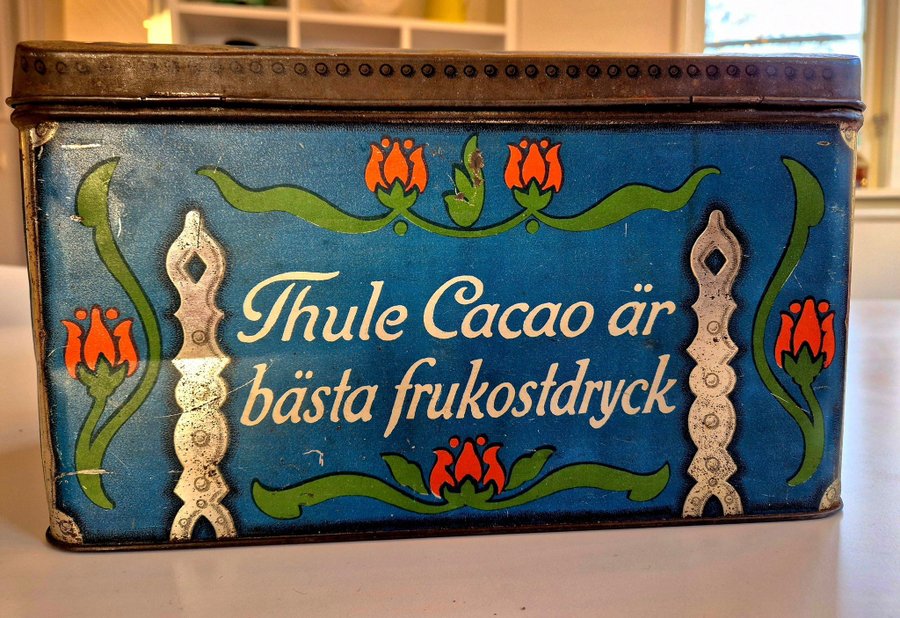 Thule Cacao är
bästa frukostdryck